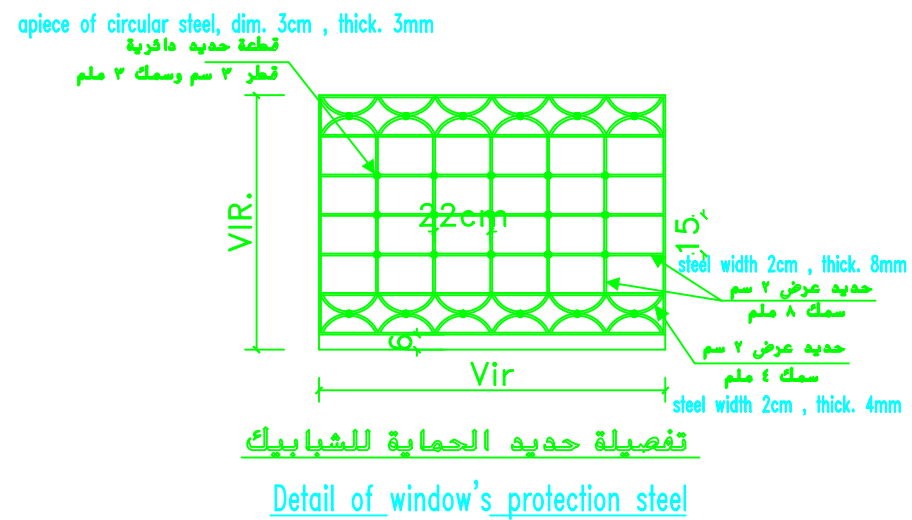 apiece of circular steel, dim. 3cm , thick. 3mm
قطعة حديد دائرية
قطر ٣ سم وسمك ٣ ملم
VIR.
22cm
15
steel width 2cm , thick. 8mm
حديد عرض ٢ سم
سمك ٨ ملم
6
حديد عرض ٢ سم
سمك ٤ ملم
Vir
steel width 2cm , thick. 4mm
تفصيلة حديد الحماية للشبابيك
Detail of window's protection steel